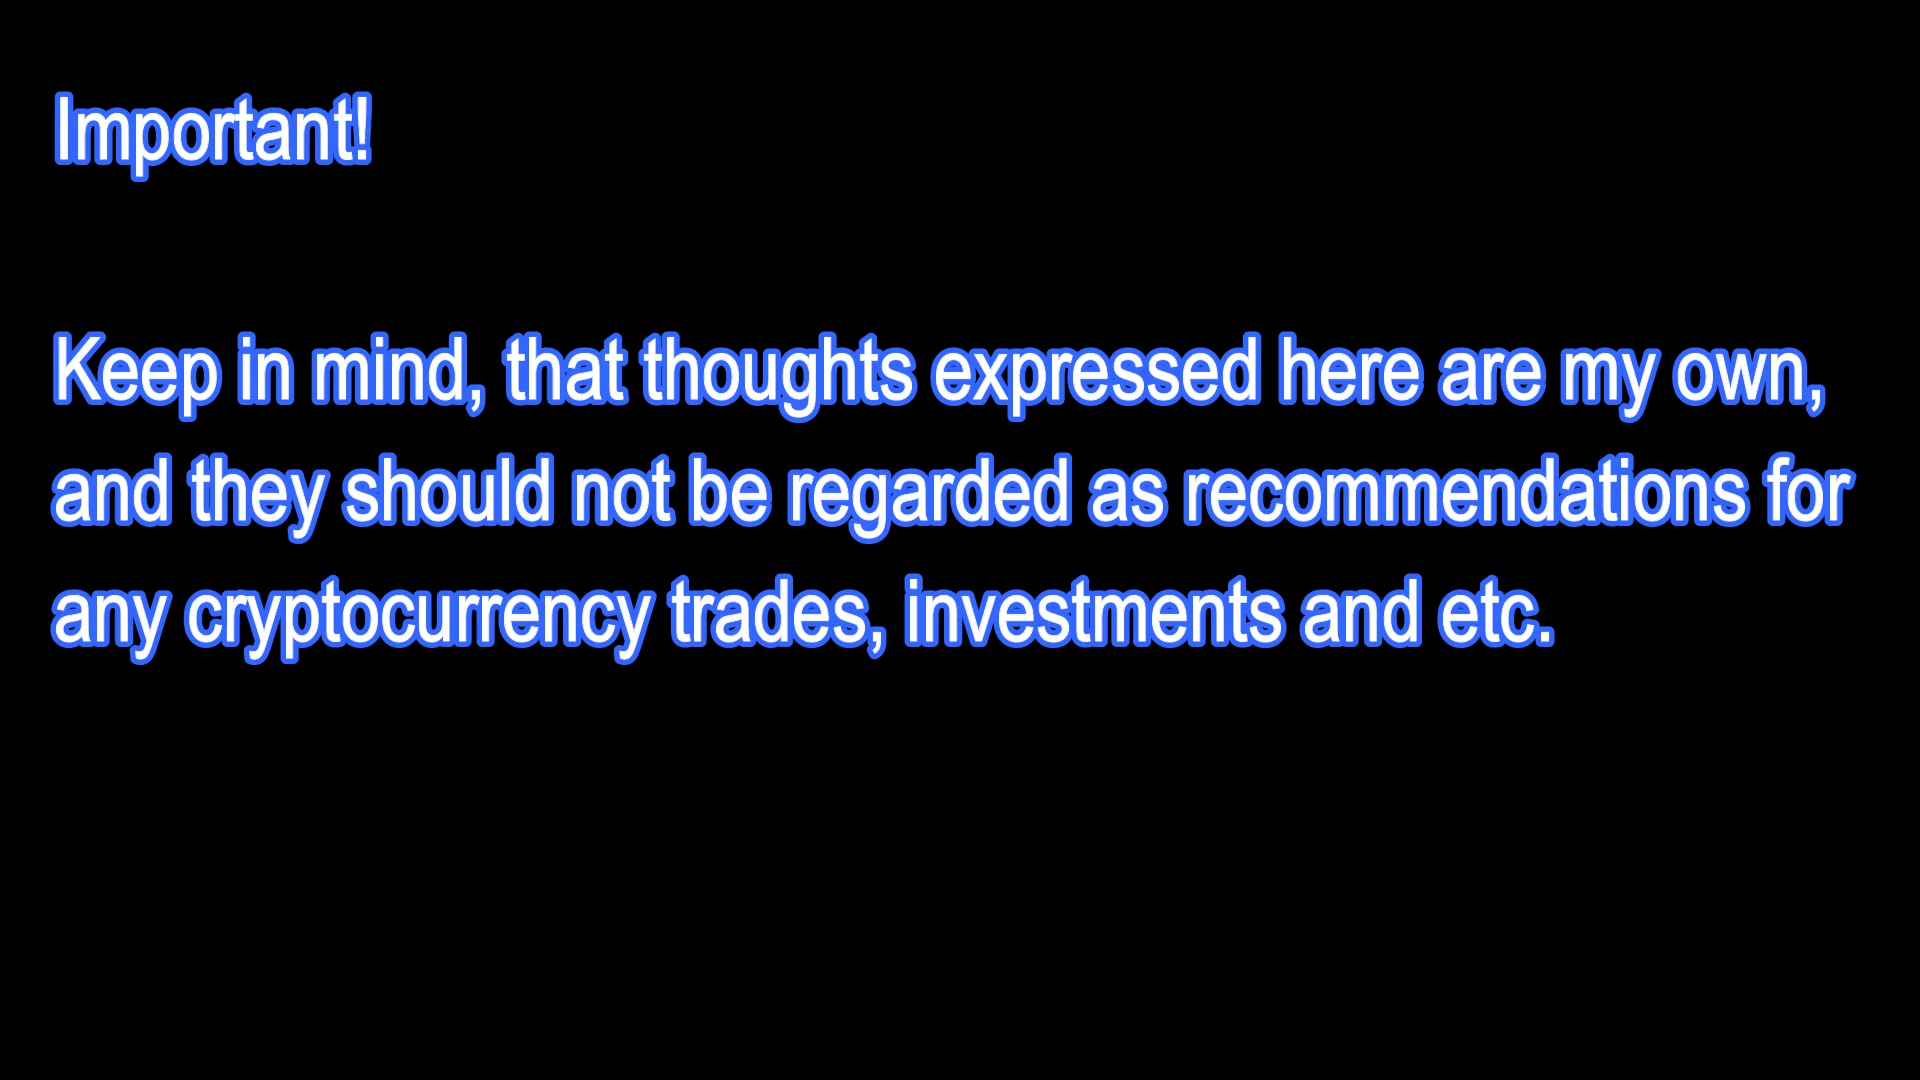 Important!
Keep in mind, that thoughts expressed here are my own,
and they should not be regarded as recommendations for
any cryptocurrency trades, investments and etc.